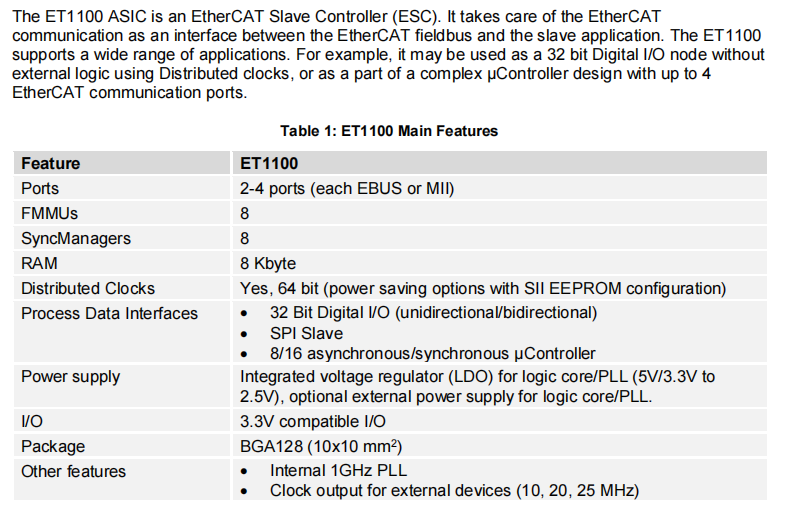 The ET1100 ASIC is an EtherCAT Slave Controller (ESC). It takes care of the EtherCAT
communication as an interface between the EtherCAT fieldbus and the slave application. The ET1100
supports a wide range of applications. For example, it may be used as a 32 bit Digital I/O node without
external logic using Distributed clocks, or as a part of a complex µController design with up to 4
EtherCAT communication ports.
Table 1: ET1100 Main Features
Feature ET1100
Ports 2-4 ports (each EBUS or MII)
FMMUs 8
SyncManagers 8
RAM 8 Kbyte
Distributed Clocks Yes, 64 bit (power saving options with SII EEPROM configuration)
Process Data Interfaces • 32 Bit Digital I/O (unidirectional/bidirectional)
• SPI Slave
• 8/16 asynchronous/synchronous µController
Power supply Integrated voltage regulator (LDO) for logic core/PLL (5V/3.3V to
2.5V), optional external power supply for logic core/PLL.
I/O 3.3V compatible I/O
Package BGA128 (10x10 mm²)
Other features • Internal 1GHz PLL
• Clock output for external devices (10, 20, 25 MHz)